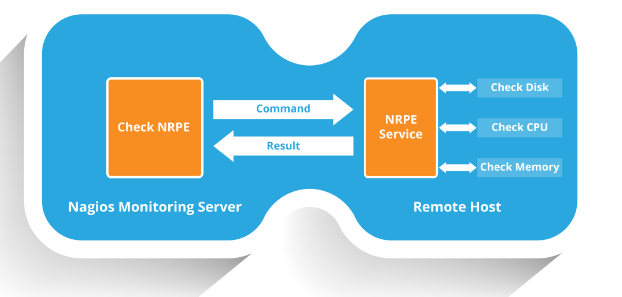 Check NRPE
Command
Result
NRPE
Service
Check Disk
Check CPU
Check Memory
Nagios Monitoring Server
Remote Host